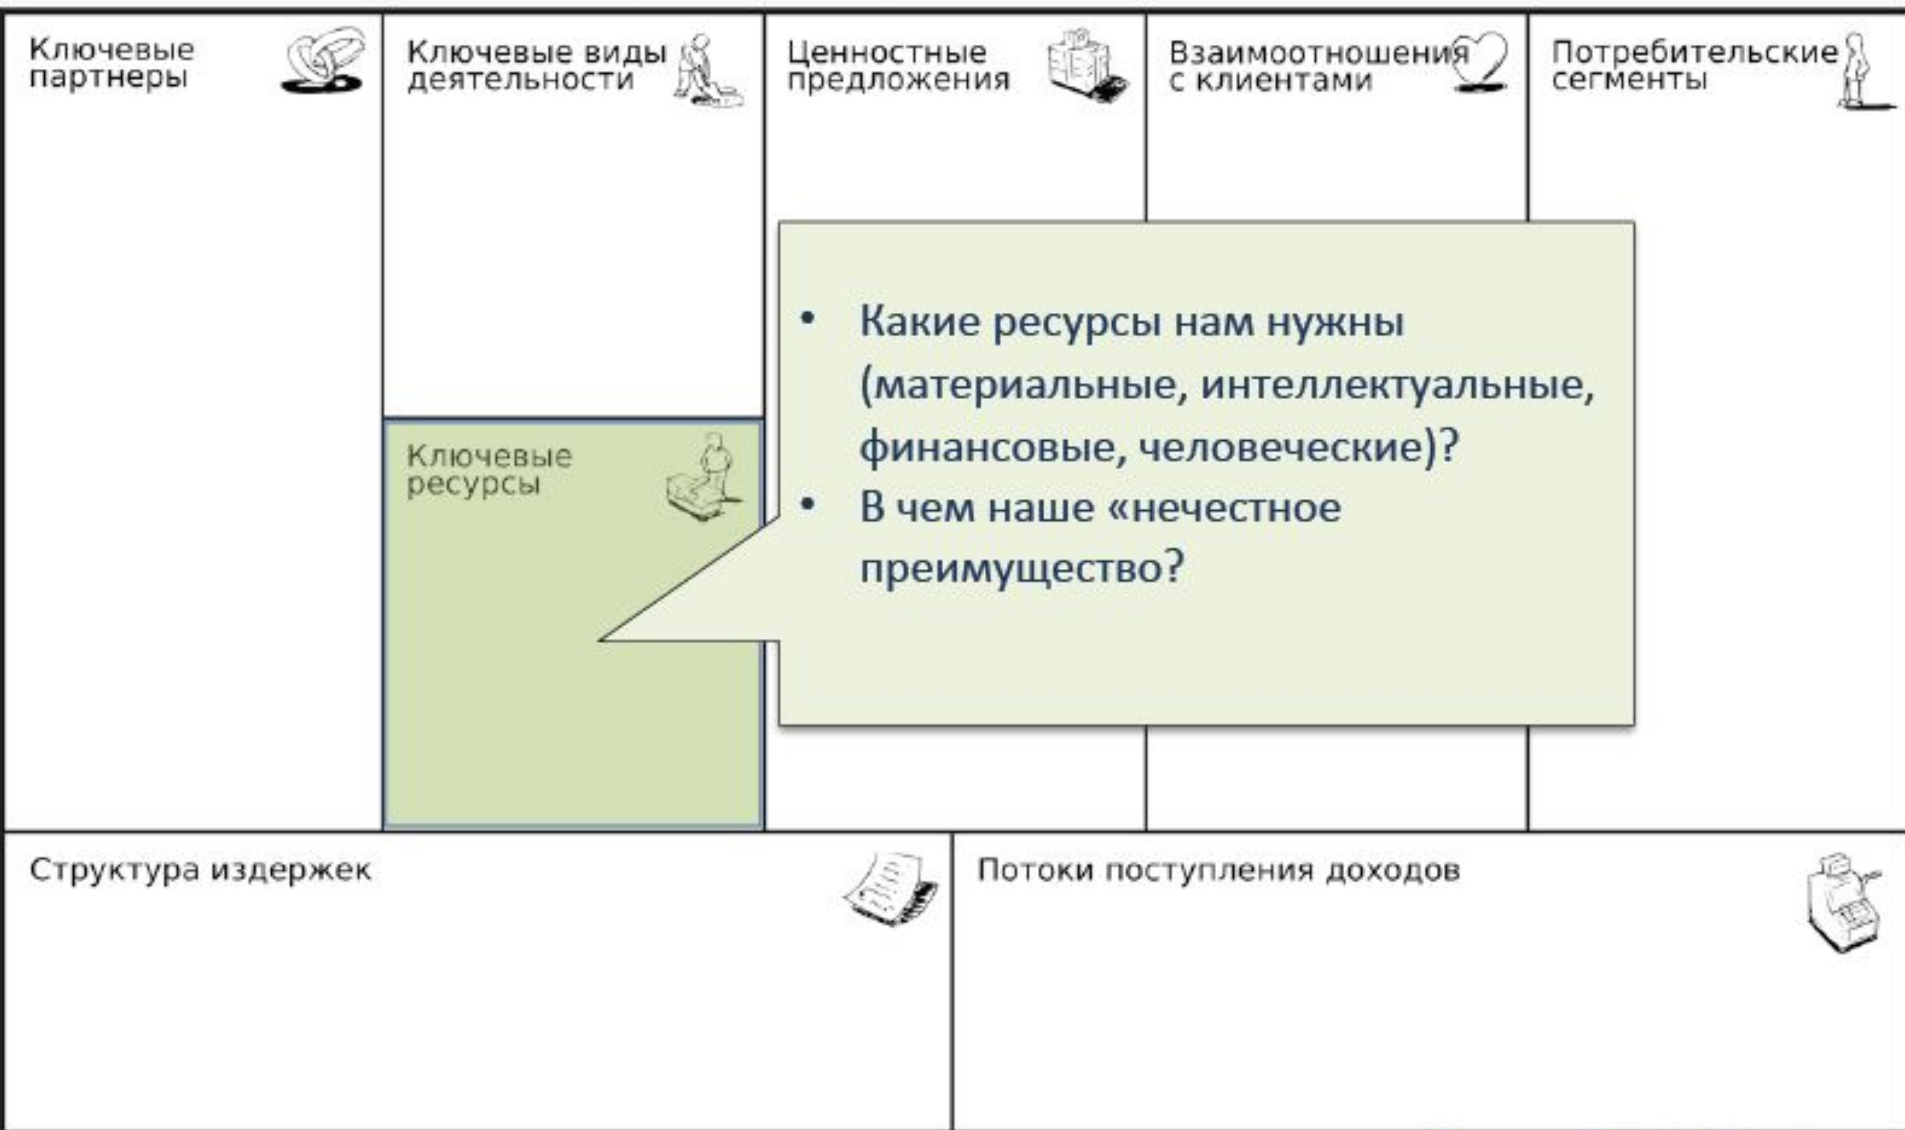 Ключевые
партнеры
Ключевые виды
деятельности
Ценностные
предложения
Взаимоотношения
с клиентами
Потребительские
сегменты
Ключевые
ресурсы
• Какие ресурсы нам нужны
(материальные, интеллектуальные,
финансовые, человеческие)?
• В чем наше «нечестное
преимущество?
Структура издержек
Потоки поступления доходов